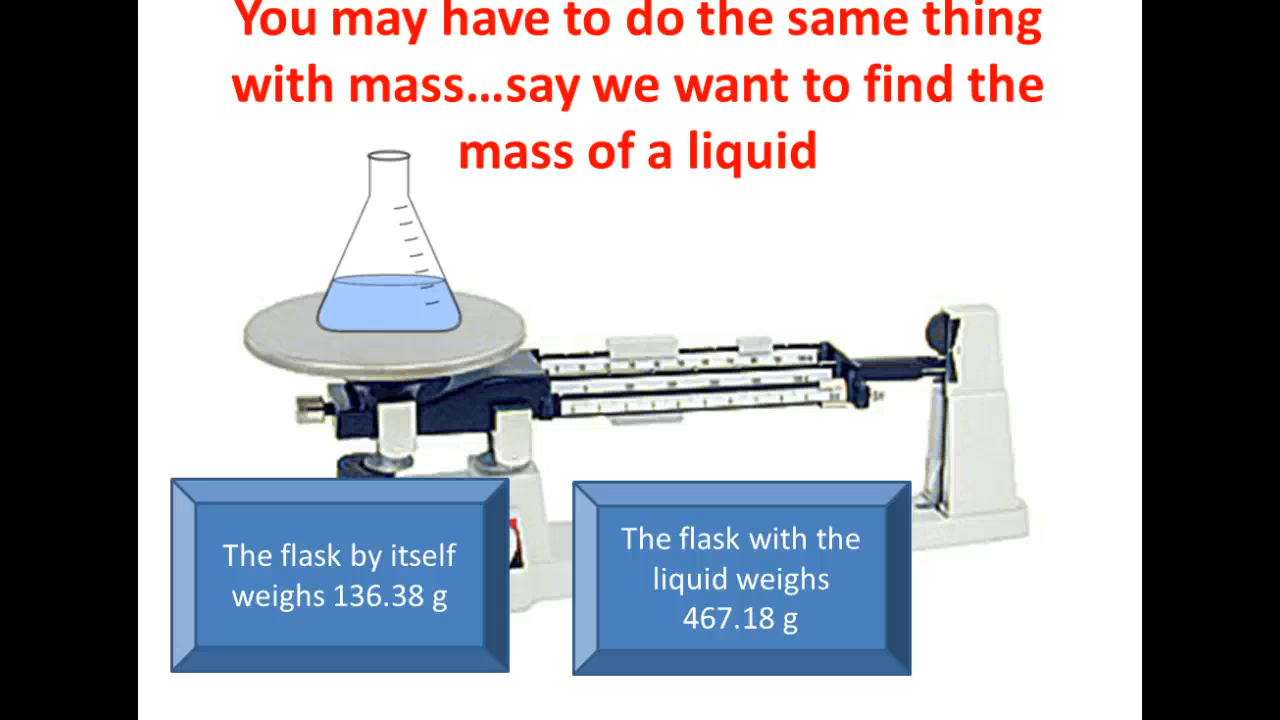 You may have to do the same thing
with mass…say we want to find the
mass of a liquid
The flask by itself
weighs 136.38 g
The flask with the
liquid weighs
467.18 g